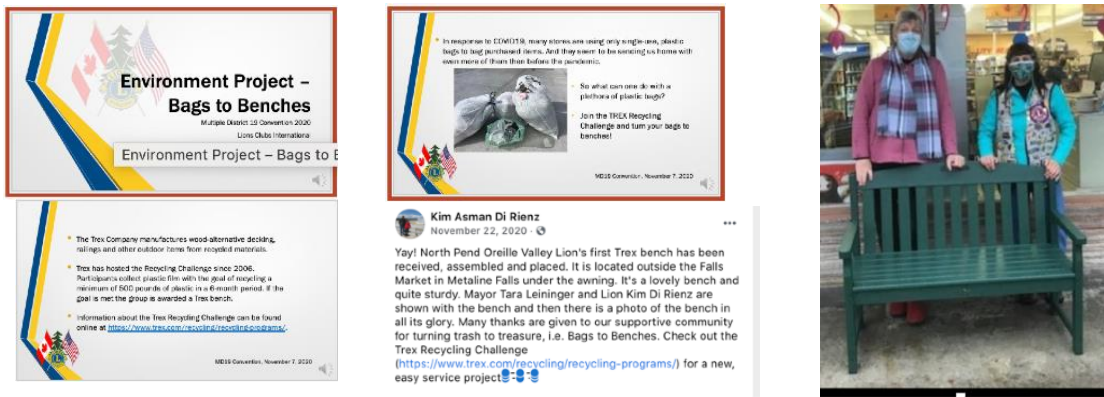 Environment Project –
Bags to Benches
Multiple District 19 Convention 2020
Lions Clubs International
Environment Project – Bags to B
In response to COVID19, many stores are using only single-use, plastic
bags to bag purchased items. And they seem to be sending us home with
even more of them then before the pandemic.
So what can one do with a
plethora of plastic bags?
Join the TREX Recycling
Challenge and turn your bags to
benches!
MD19 Convention, November 7, 2020
The Trex Company manufactures wood-alternative decking,
railings and other outdoor items from recycled materials.
Trex has hosted the Recycling Challenge since 2006.
Participants collect plastic film with the goal of recycling a
minimum of 500 pounds of plastic in a 6-month period. If the
goal is met the group is awarded a Trex bench.
Information about the Trex Recycling Challenge can be found
online at https://www.trex.com/recycling/recycling-programs/.
MD19 Convention, November 7, 2020
Kim Asman Di Rienz
November 22, 2020 ·
Yay! North Pend Oreille Valley Lion's first Trex bench has been
received, assembled and placed. It is located outside the Falls
Market in Metaline Falls under the awning. It's a lovely bench and
quite sturdy. Mayor Tara Leininger and Lion Kim Di Rienz are
shown with the bench and then there is a photo of the bench in
all its glory. Many thanks are given to our supportive community
for turning trash to treasure, i.e. Bags to Benches. Check out the
Trex Recycling Challenge
(https://www.trex.com/recycling/recycling-programs/) for a new,
easy service project